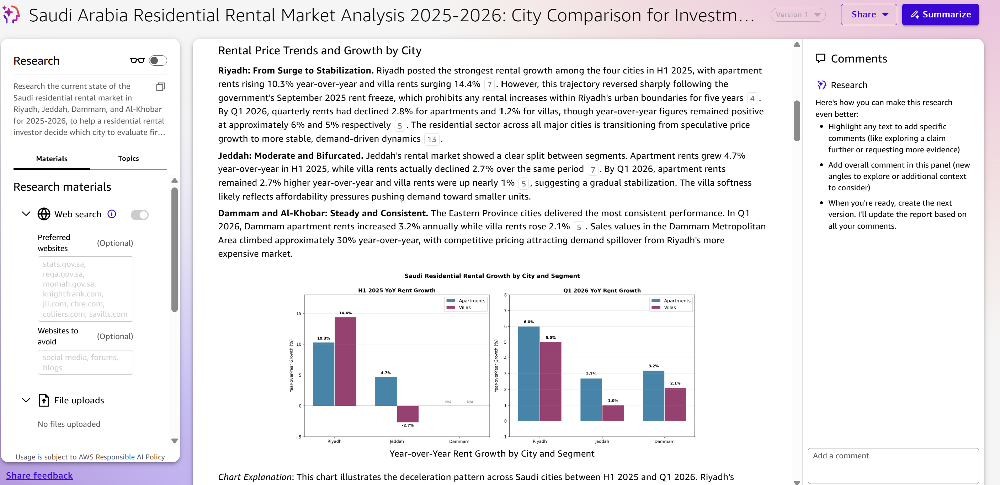 Saudi Arabia Residential Rental Market Analysis 2025-2026: City Comparison for Investm...
Version 1
Share
Summarize
Research
Research the current state of the
Saudi residential rental market in
Riyadh, Jeddah, Dammam, and Al-Khobar
for 2025-2026, to help a residential rental
investor decide which city to evaluate fir...
Materials
Topics
Research materials
Web search
Preferred
websites
(Optional)
stats.gov.sa,
rega.gov.sa,
momah.gov.sa,
knightfrank.com,
jll.com, cbre.com,
colliers.com, savills.com
Websites to
avoid
(Optional)
social media, forums,
blogs
File uploads
No files uploaded
Usage is subject to AWS Responsible AI Policy
Share feedback
Rental Price Trends and Growth by City
Riyadh: From Surge to Stabilization. Riyadh posted the strongest rental growth among the four cities in H1 2025, with apartment
rents rising 10.3% year-over-year and villa rents surging 14.4% 7 . However, this trajectory reversed sharply following the
government's September 2025 rent freeze, which prohibits any rental increases within Riyadh's urban boundaries for five years 4 .
By Q1 2026, quarterly rents had declined 2.8% for apartments and 1.2% for villas, though year-over-year figures remained positive
at approximately 6% and 5% respectively 5 . The residential sector across all major cities is transitioning from speculative price
growth to more stable, demand-driven dynamics 13 .
Jeddah: Moderate and Bifurcated. Jeddah's rental market showed a clear split between segments. Apartment rents grew 4.7%
year-over-year in H1 2025, while villa rents actually declined 2.7% over the same period 7 . By Q1 2026, apartment rents
remained 2.7% higher year-over-year and villa rents were up nearly 1% 5 , suggesting a gradual stabilization. The villa softness
likely reflects affordability pressures pushing demand toward smaller units.
Dammam and Al-Khobar: Steady and Consistent. The Eastern Province cities delivered the most consistent performance. In Q1
2026, Dammam apartment rents increased 3.2% annually while villa rents rose 2.1% 5 . Sales values in the Dammam Metropolitan
Area climbed approximately 30% year-over-year, with competitive pricing attracting demand spillover from Riyadh's more
expensive market.
Saudi Residential Rental Growth by City and Segment
H1 2025 YoY Rent Growth
Apartments
Villas
Year-over-Year Growth (%)
15
10
5
0
−5
10.3%
14.4%
4.7%
-2.7%
N/A
N/A
Riyadh
Jeddah
Dammam
Q1 2026 YoY Rent Growth
Apartments
Villas
Year-over-Year Growth (%)
8
7
6
5
4
3
2
1
0
−1
6.0%
5.0%
2.7%
1.0%
3.2%
2.1%
Riyadh
Jeddah
Dammam
Year-over-Year Rent Growth by City and Segment
Chart Explanation: This chart illustrates the deceleration pattern across Saudi cities between H1 2025 and Q1 2026. Riyadh's
Comments
Research
Here's how you can make this research
even better:
• Highlight any text to add specific
comments (like exploring a claim
further or requesting more evidence)
• Add overall comment in this panel (new
angles to explore or additional context
to consider)
• When you're ready, create the next
version. I'll update the report based on
all your comments.
Add a comment